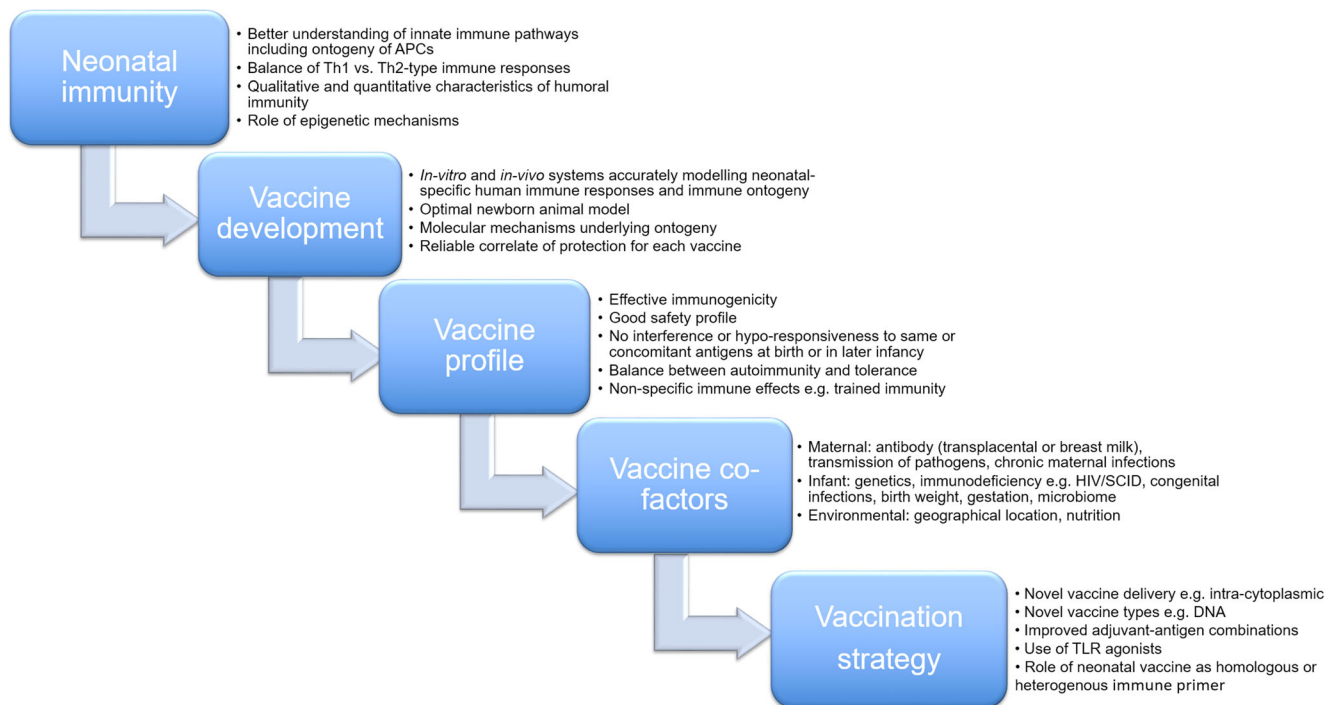 Neonatal
immunity
• Better understanding of innate immune pathways
including ontogeny of APCs
• Balance of Th1 vs. Th2-type immune responses
• Qualitative and quantitative characteristics of humoral
immunity
• Role of epigenetic mechanisms
Vaccine
development
• In-vitro and in-vivo systems accurately modelling neonatal-
specific human immune responses and immune ontogeny
• Optimal newborn animal model
• Molecular mechanisms underlying ontogeny
• Reliable correlate of protection for each vaccine
Vaccine
profile
• Effective immunogenicity
• Good safety profile
• No interference or hypo-responsiveness to same or
concomitant antigens at birth or in later infancy
• Balance between autoimmunity and tolerance
• Non-specific immune effects e.g. trained immunity
Vaccine co-
factors
• Maternal: antibody (transplacental or breast milk),
transmission of pathogens, chronic maternal infections
• Infant: genetics, immunodeficiency e.g. HIV/SCID, congenital
infections, birth weight, gestation, microbiome
• Environmental: geographical location, nutrition
Vaccination
strategy
• Novel vaccine delivery e.g. intra-cytoplasmic
• Novel vaccine types e.g. DNA
• Improved adjuvant-antigen combinations
• Use of TLR agonists
• Role of neonatal vaccine as homologous or
heterogenous immune primer